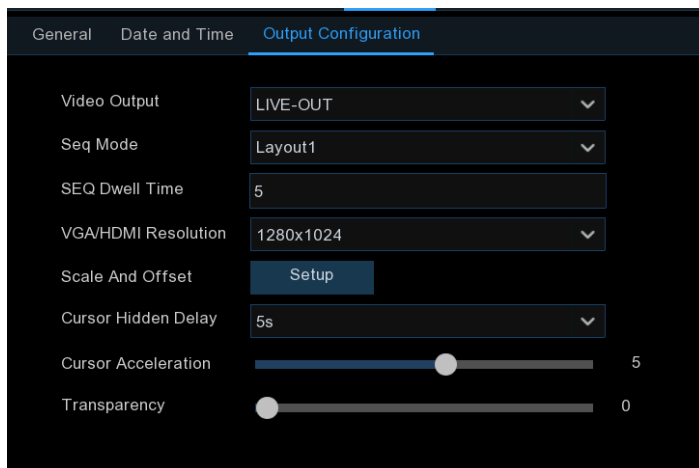 General Date and Time Output Configuration
Video Output LIVE-OUT
Seq Mode Layout1
SEQ Dwell Time 5
VGA/HDMI Resolution 1280x1024
Scale And Offset Setup
Cursor Hidden Delay 5s
Cursor Acceleration 5
Transparency 0